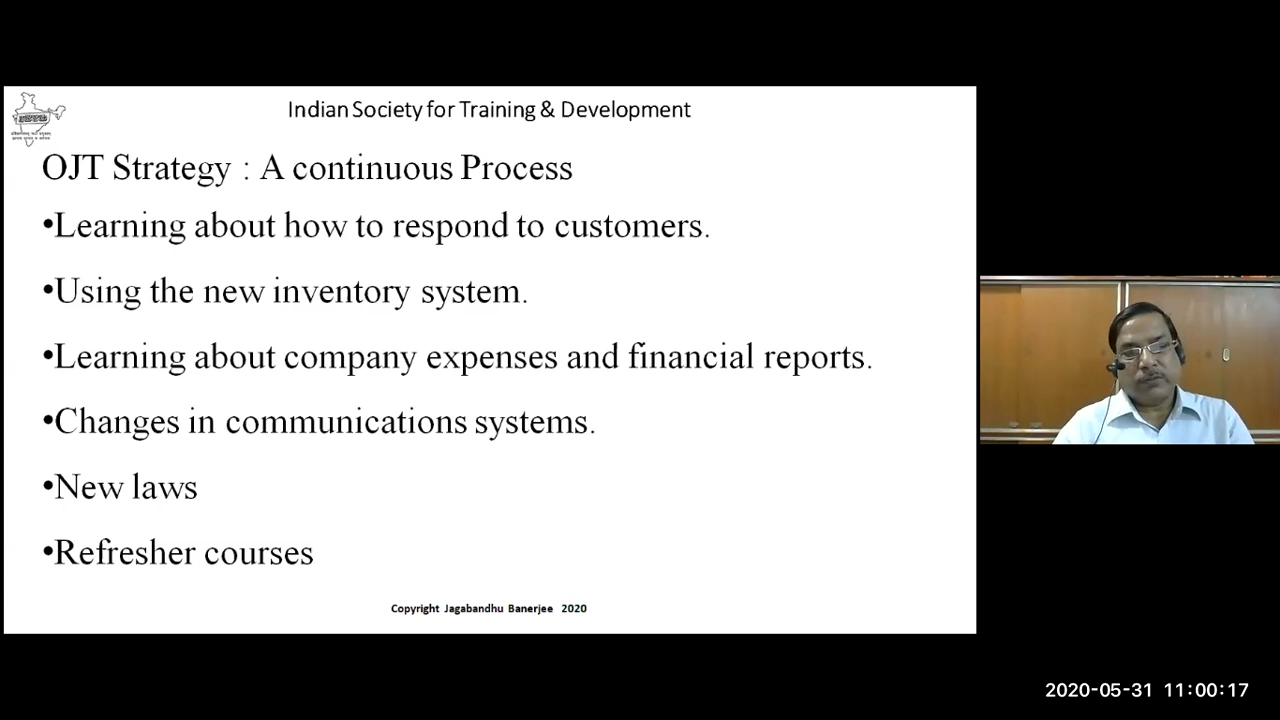 Indian Society for Training & Development
OJT Strategy : A continuous Process
•Learning about how to respond to customers.
•Using the new inventory system.
•Learning about company expenses and financial reports.
•Changes in communications systems.
•New laws
•Refresher courses
Copyright Jagabandhu Banerjee 2020
2020-05-31 11:00:17